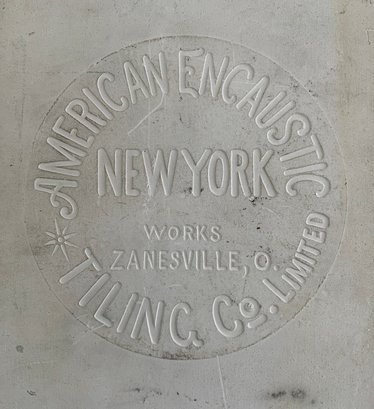 AMERICAN ENCAUSTIC
TILING Co. LIMITED
NEW YORK
WORKS
ZANESVILLE, O.